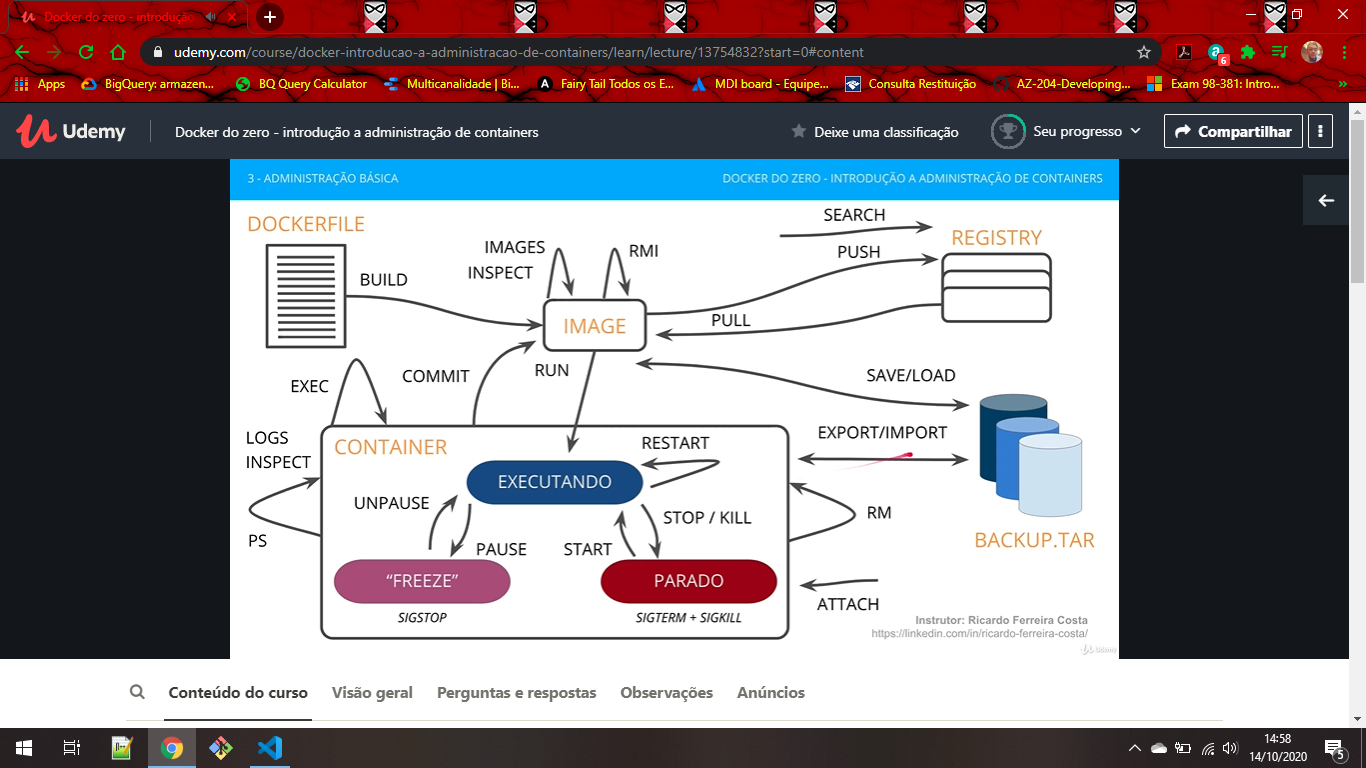 Docker do zero - introdução
udemy.com/course/docker-introducao-a-administracao-de-containers/learn/lecture/13754832?start=0#content
6
Apps
BigQuery: armazen...
BQ Query Calculator
Multicanalidade | Bi...
Fairy Tail Todos os E...
MDI board - Equipe...
Consulta Restituição
AZ-204-Developing...
Exam 98-381: Intro...
»
Udemy
Docker do zero - introdução a administração de containers
Deixe uma classificação
Seu progresso
Compartilhar
3 - ADMINISTRAÇÃO BÁSICA
DOCKER DO ZERO - INTRODUÇÃO A ADMINISTRAÇÃO DE CONTAINERS
DOCKERFILE
SEARCH
REGISTRY
IMAGES
INSPECT
RMI
PUSH
BUILD
IMAGE
PULL
EXEC
COMMIT
RUN
SAVE/LOAD
LOGS
INSPECT
CONTAINER
RESTART
EXPORT/IMPORT
EXECUTANDO
UNPAUSE
STOP / KILL
RM
PS
PAUSE
START
BACKUP.TAR
“FREEZE”
PARADO
ATTACH
SIGSTOP
SIGTERM + SIGKILL
Instrutor: Ricardo Ferreira Costa
https://linkedin.com/in/ricardo-ferreira-costa/
Udemy
Conteúdo do curso
Visão geral
Perguntas e respostas
Observações
Anúncios
14:58
14/10/2020
5